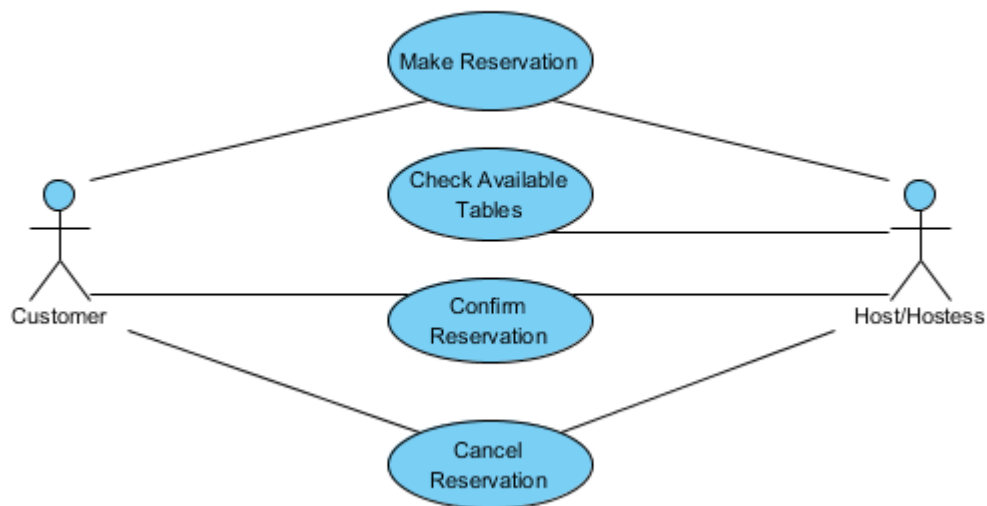 Make Reservation
Check Available
Tables
Confirm
Reservation
Customer
Host/Hostess
Cancel
Reservation